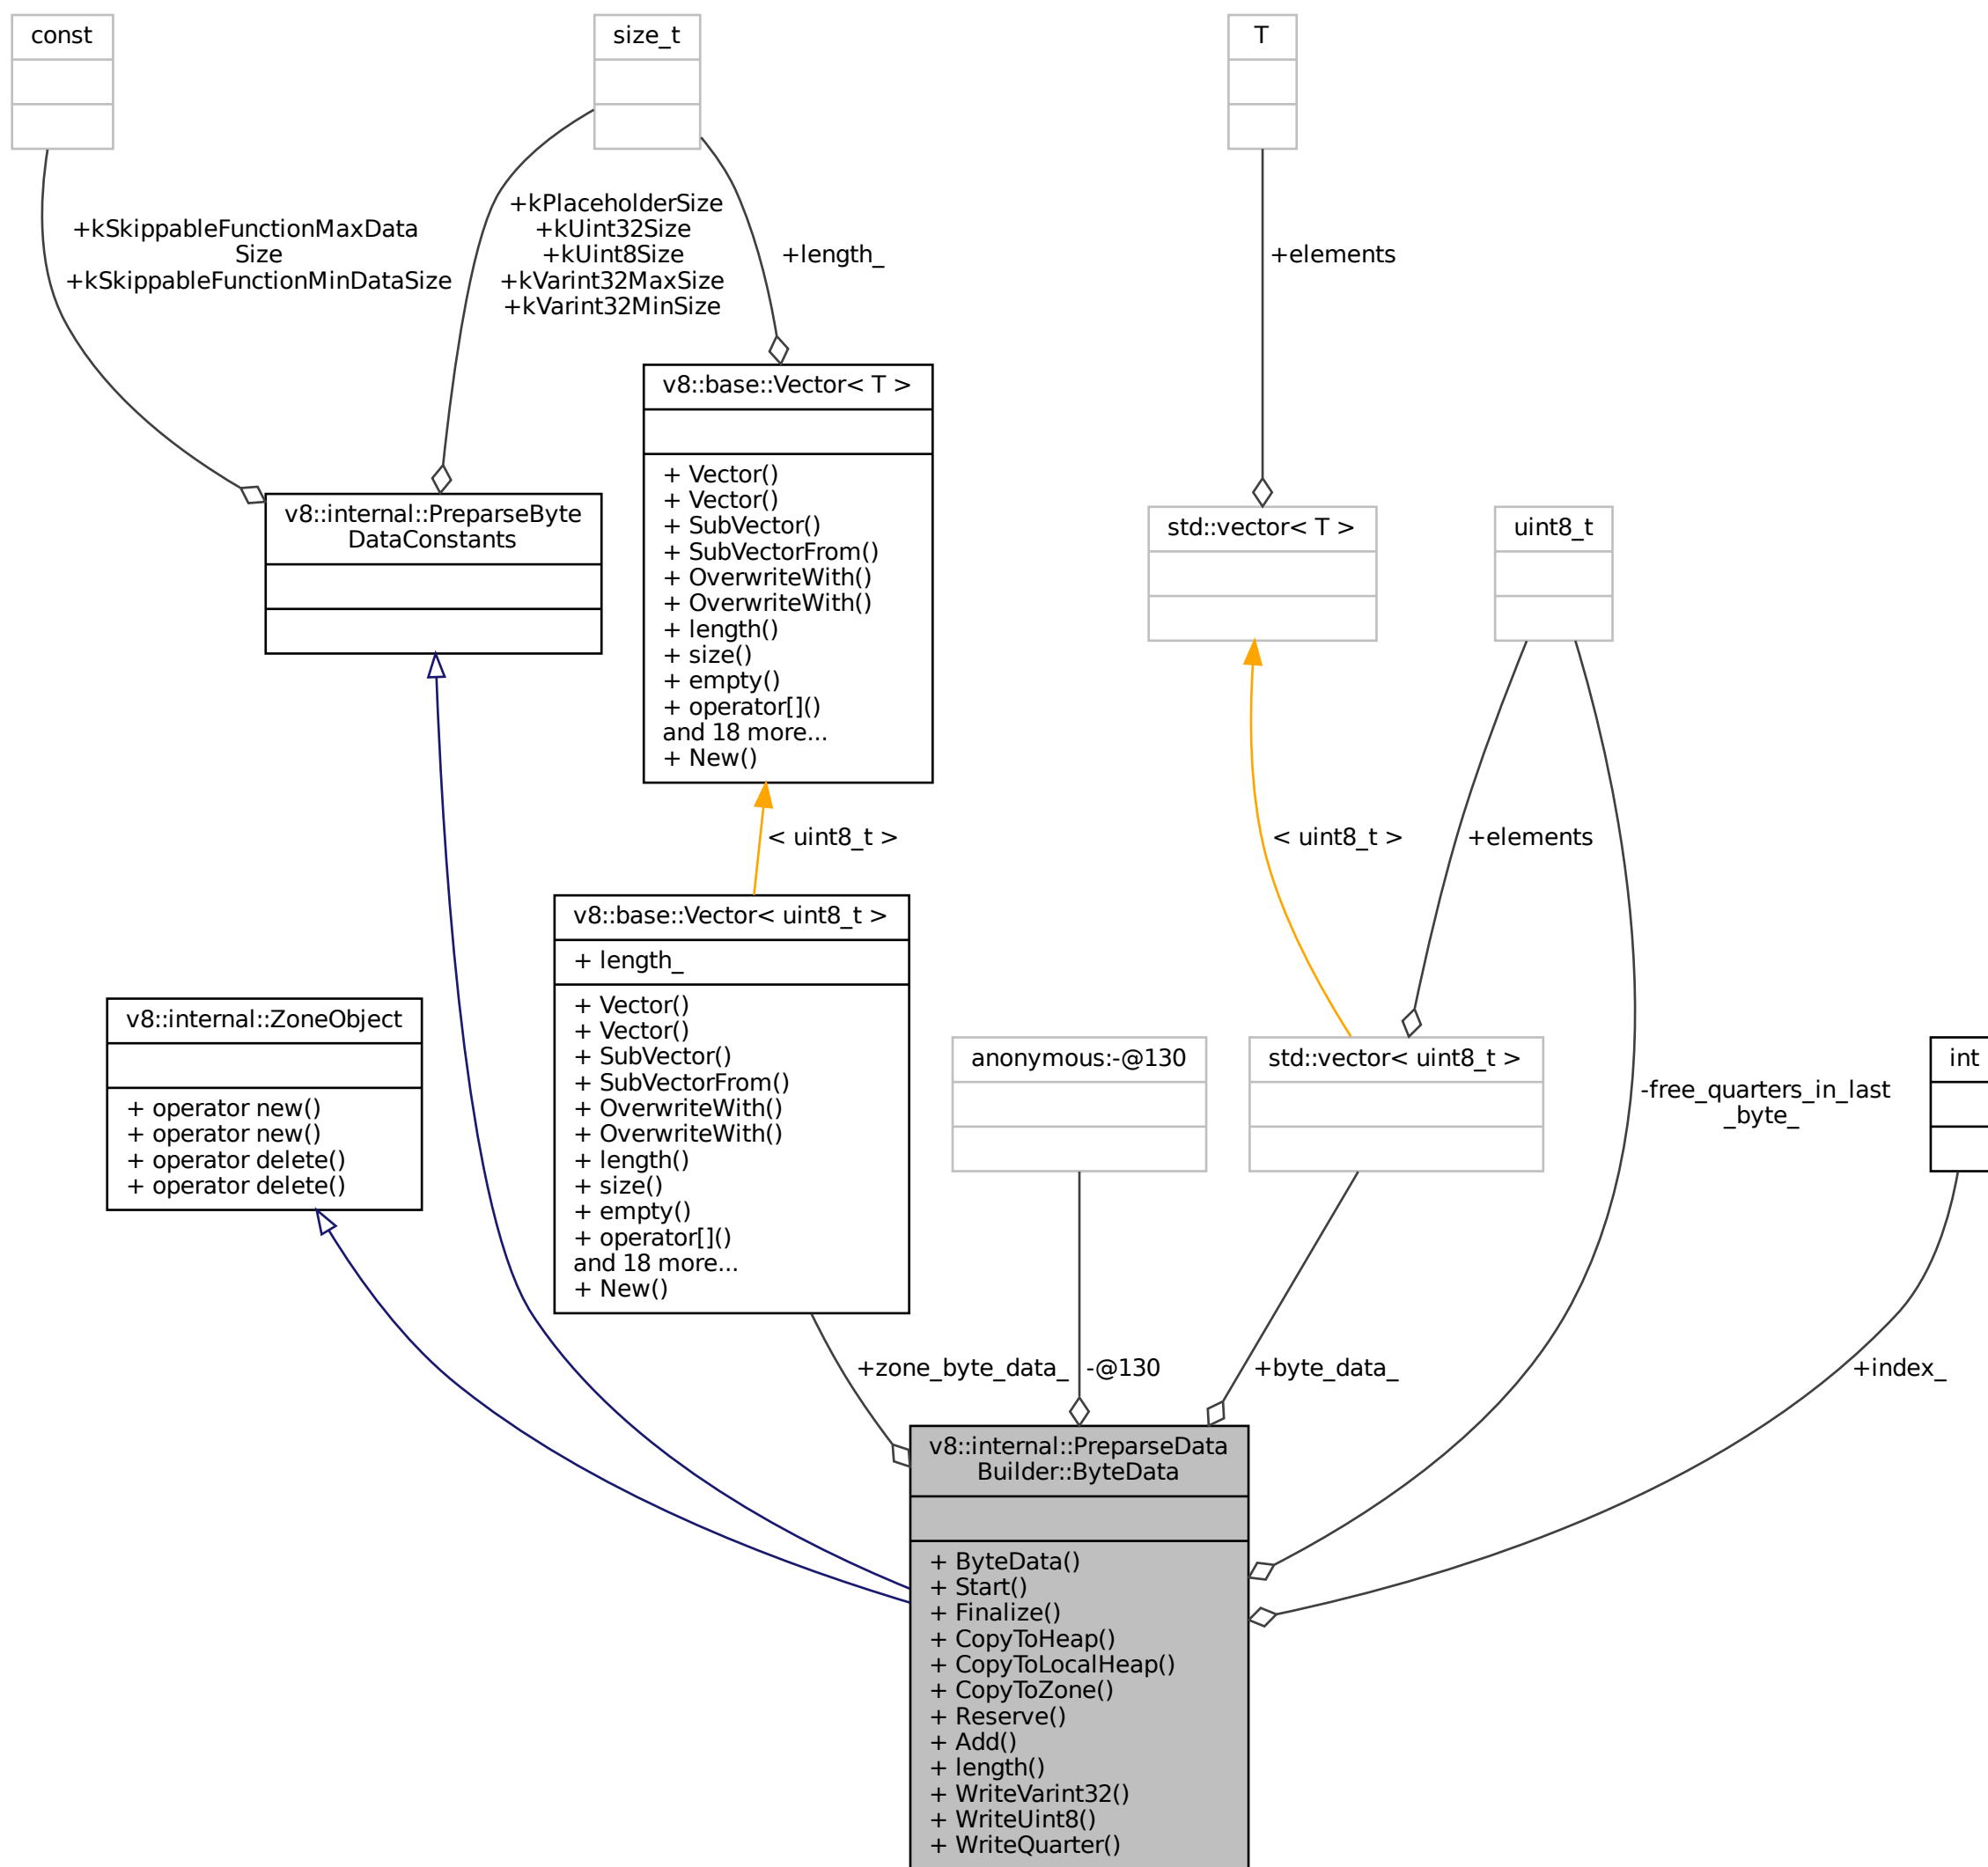 const
size_t
T
+kSkippableFunctionMaxData
Size
+kSkippableFunctionMinDataSize
+kPlaceholderSize
+kUint32Size
+kUint8Size
+kVarint32MaxSize
+kVarint32MinSize
+length_
+elements
v8::base::Vector< T >
+ Vector()
+ Vector()
+ SubVector()
+ SubVectorFrom()
+ OverwriteWith()
+ OverwriteWith()
+ length()
+ size()
+ empty()
+ operator[]()
and 18 more...
+ New()
v8::internal::PreparseByte
DataConstants
std::vector< T >
uint8_t
< uint8_t >
< uint8_t >
+elements
v8::base::Vector< uint8_t >
+ length_
+ Vector()
+ Vector()
+ SubVector()
+ SubVectorFrom()
+ OverwriteWith()
+ OverwriteWith()
+ length()
+ size()
+ empty()
+ operator[]()
and 18 more...
+ New()
v8::internal::ZoneObject
+ operator new()
+ operator new()
+ operator delete()
+ operator delete()
anonymous:-@130
std::vector< uint8_t >
-free_quarters_in_last
_byte_
int
+zone_byte_data_
-@130
+byte_data_
+index_
v8::internal::PreparseData
Builder::ByteData
+ ByteData()
+ Start()
+ Finalize()
+ CopyToHeap()
+ CopyToLocalHeap()
+ CopyToZone()
+ Reserve()
+ Add()
+ length()
+ WriteVarint32()
+ WriteUint8()
+ WriteQuarter()